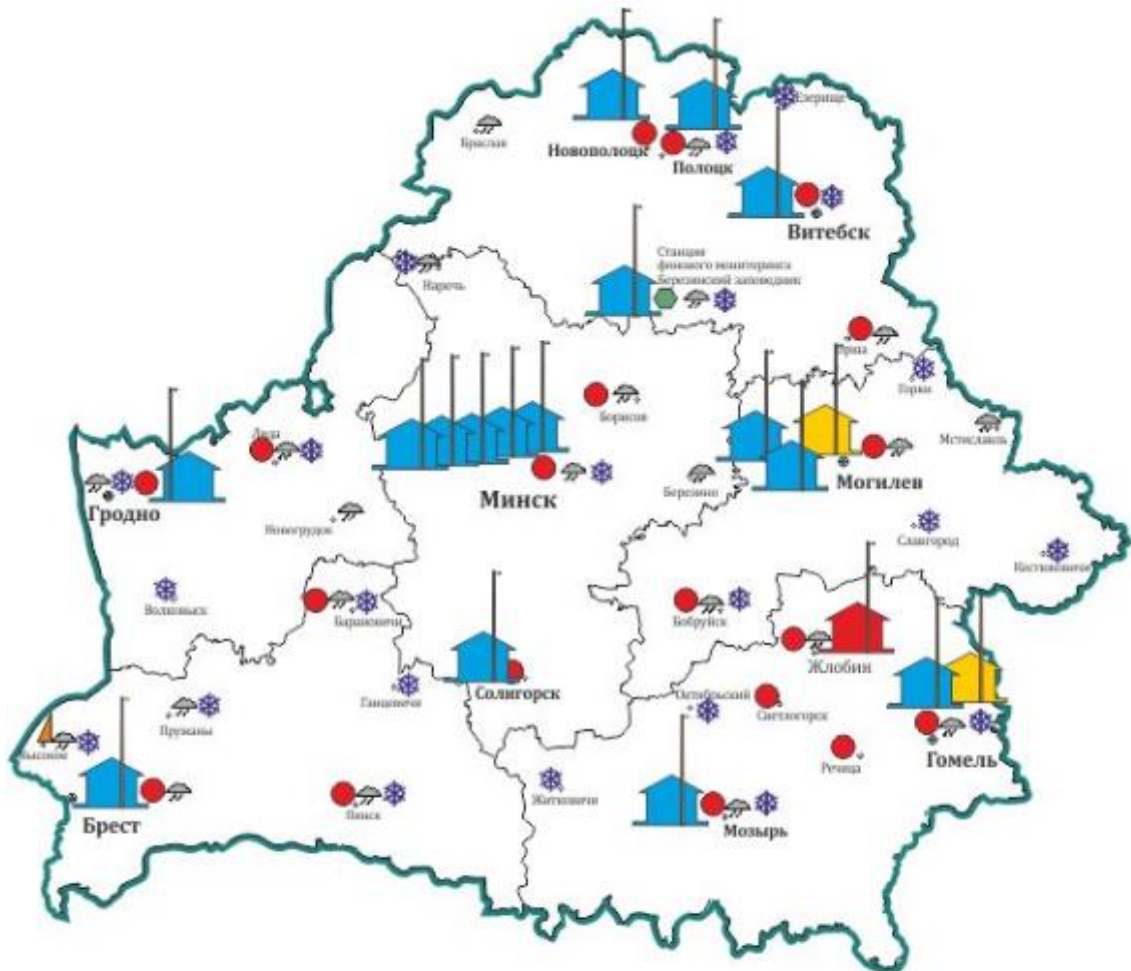 Езерище
Браслав
Новополоцк
Полоцк
Витебск
Станция
фонового мониторинга
Березинский заповедник
Нарочь
Орша
Горки
Борисов
Мстиславль
Лида
Минск
Березино
Могилев
Гродно
Новогрудок
Славгород
Костюковичи
Волковыск
Барановичи
Бобруйск
Жлобин
Солигорск
Ганцевичи
Октябрьский
Светлогорск
Пружаны
Высокое
Гомель
Речица
Житковичи
Брест
Пинск
Мозырь